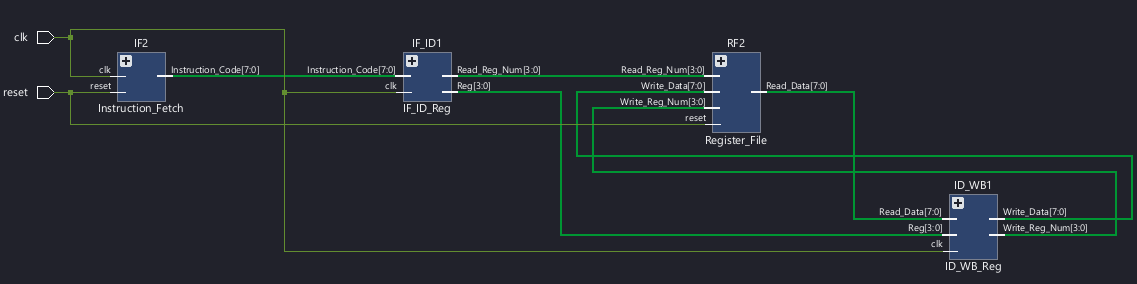 clk
reset
IF2
clk
reset
Instruction_Code[7:0]
Instruction_Fetch
IF_ID1
Instruction_Code[7:0]
clk
Read_Reg_Num[3:0]
Reg[3:0]
IF_ID_Reg
RF2
Read_Reg_Num[3:0]
Write_Data[7:0]
Write_Reg_Num[3:0]
reset
Read_Data[7:0]
Register_File
ID_WB1
Read_Data[7:0]
Reg[3:0]
clk
Write_Data[7:0]
Write_Reg_Num[3:0]
ID_WB_Reg